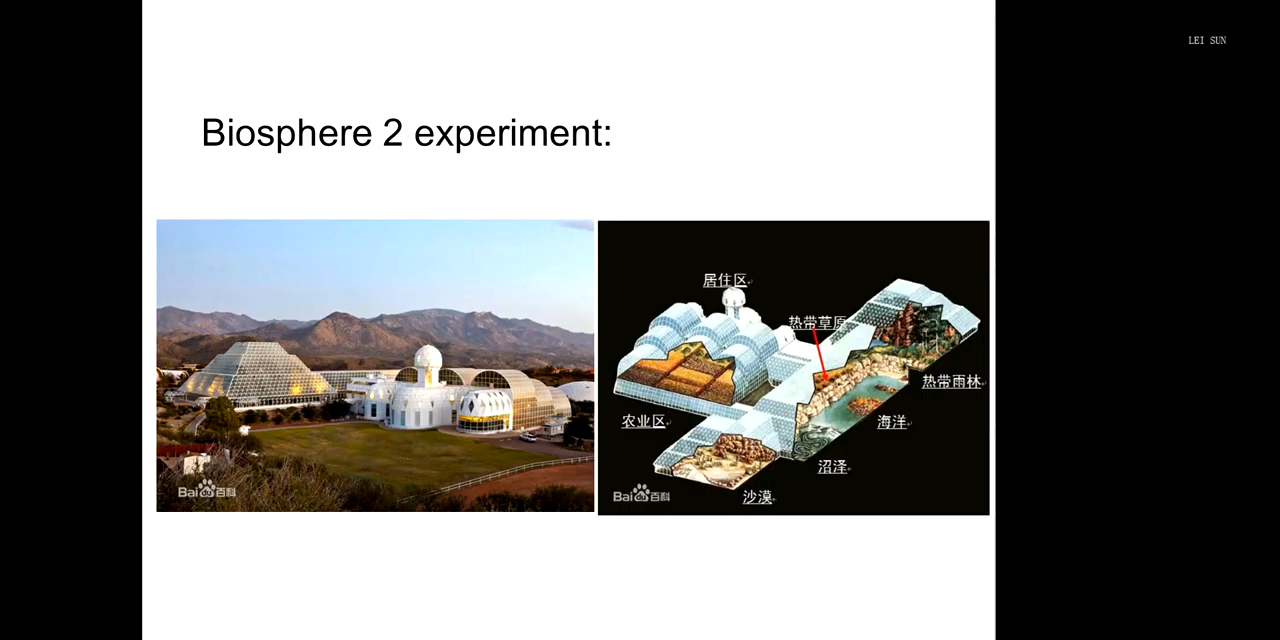 LEI SUN
Biosphere 2 experiment:
居住区
热带草原
热带雨林
农业区
海洋
沼泽
沙漠
Bai百科
Bai百科